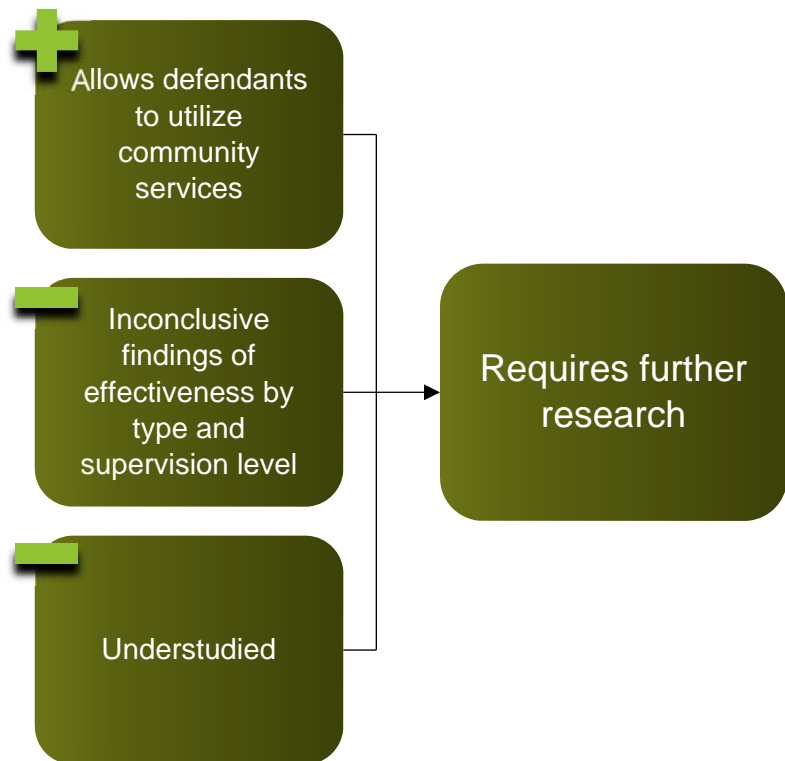 Allows defendants
to utilize
community
services
Inconclusive
findings of
effectiveness by
type and
supervision level
Understudied
Requires further
research